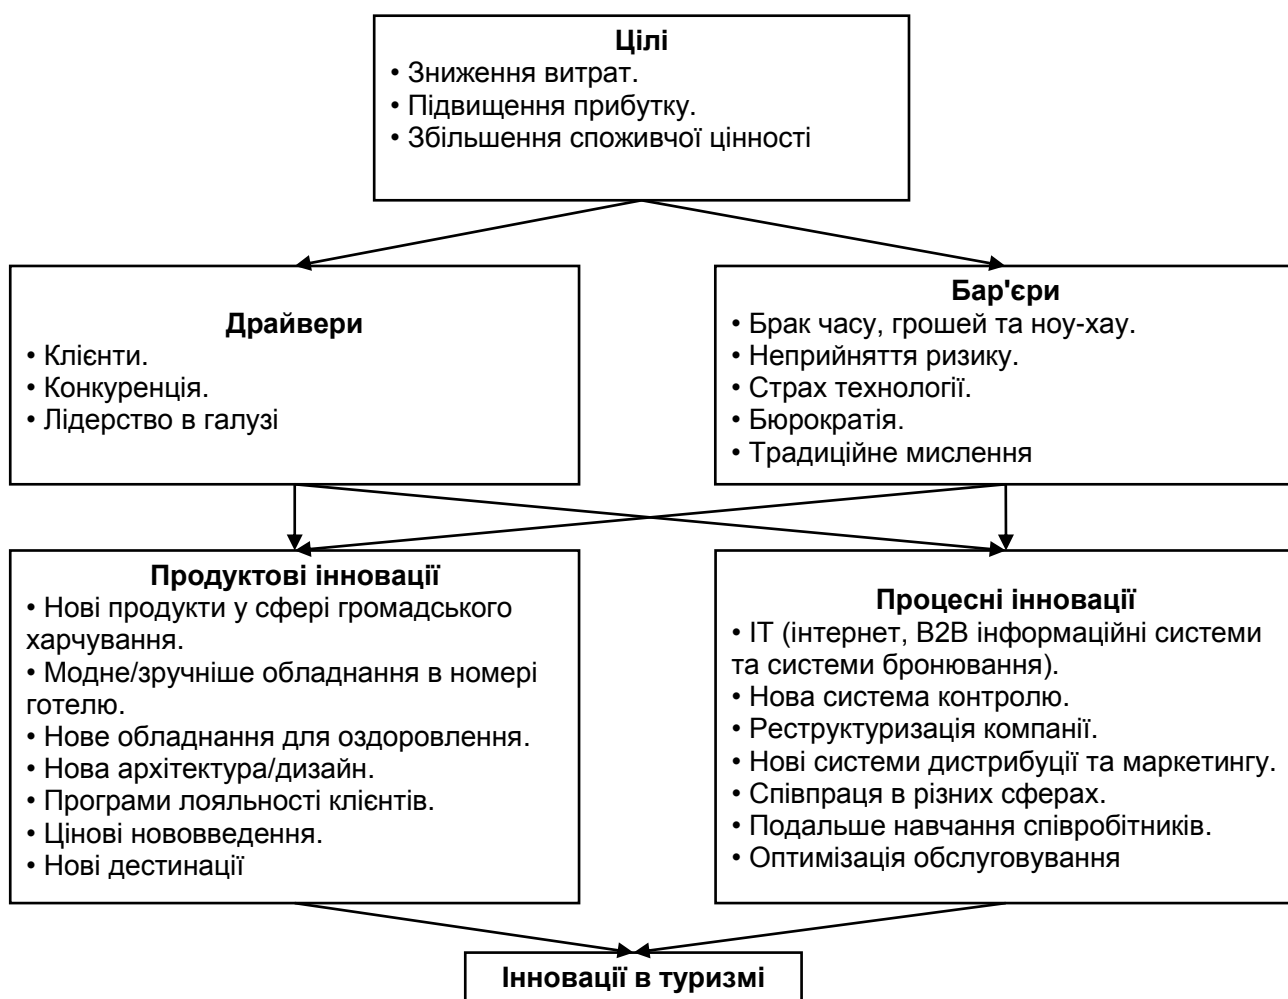 Цілі
• Зниження витрат.
• Підвищення прибутку.
• Збільшення споживчої цінності
Драйвери
• Клієнти.
• Конкуренція.
• Лідерство в галузі
Бар'єри
• Брак часу, грошей та ноу-хау.
• Неприйняття ризику.
• Страх технології.
• Бюрократія.
• Традиційне мислення
Продуктові інновації
• Нові продукти у сфері громадського
харчування.
• Модне/зручніше обладнання в номері
готелю.
• Нове обладнання для оздоровлення.
• Нова архітектура/дизайн.
• Програми лояльності клієнтів.
• Цінові нововведення.
• Нові дестинації
Процесні інновації
• ІТ (інтернет, B2B інформаційні системи
та системи бронювання).
• Нова система контролю.
• Реструктуризація компанії.
• Нові системи дистрибуції та маркетингу.
• Співпраця в різних сферах.
• Подальше навчання співробітників.
• Оптимізація обслуговування
Інновації в туризмі